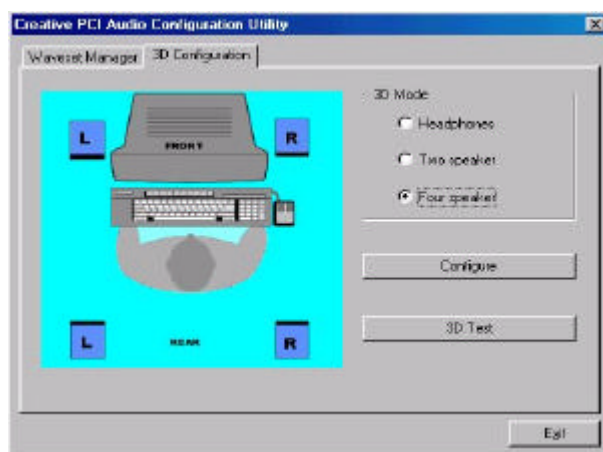 Creative PCI Audio Configuration Utility
Waveset Manager
3D Configuration
L
FRONT
R
L
REAR
R
3D Mode
Headphones
Two speaker
Four speaker
Configure
3D Test
Exit